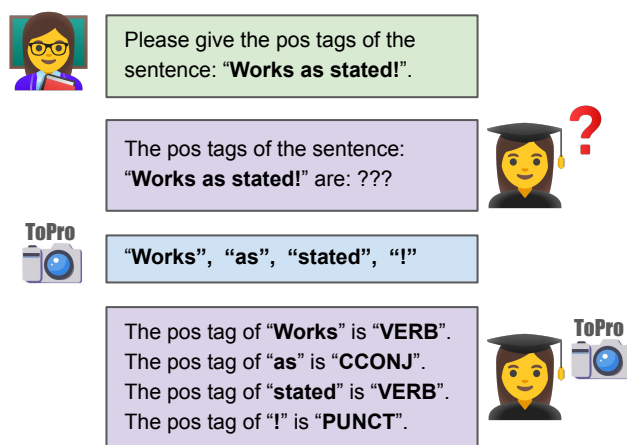 Please give the pos tags of the
sentence: “Works as stated!”.
?
The pos tags of the sentence:
“Works as stated!” are: ???
ToPro
“Works”, “as”, “stated”, “!”
The pos tag of “Works” is “VERB”.
The pos tag of “as” is “CCONJ”.
The pos tag of “stated” is “VERB”.
The pos tag of “!” is “PUNCT”.
ToPro